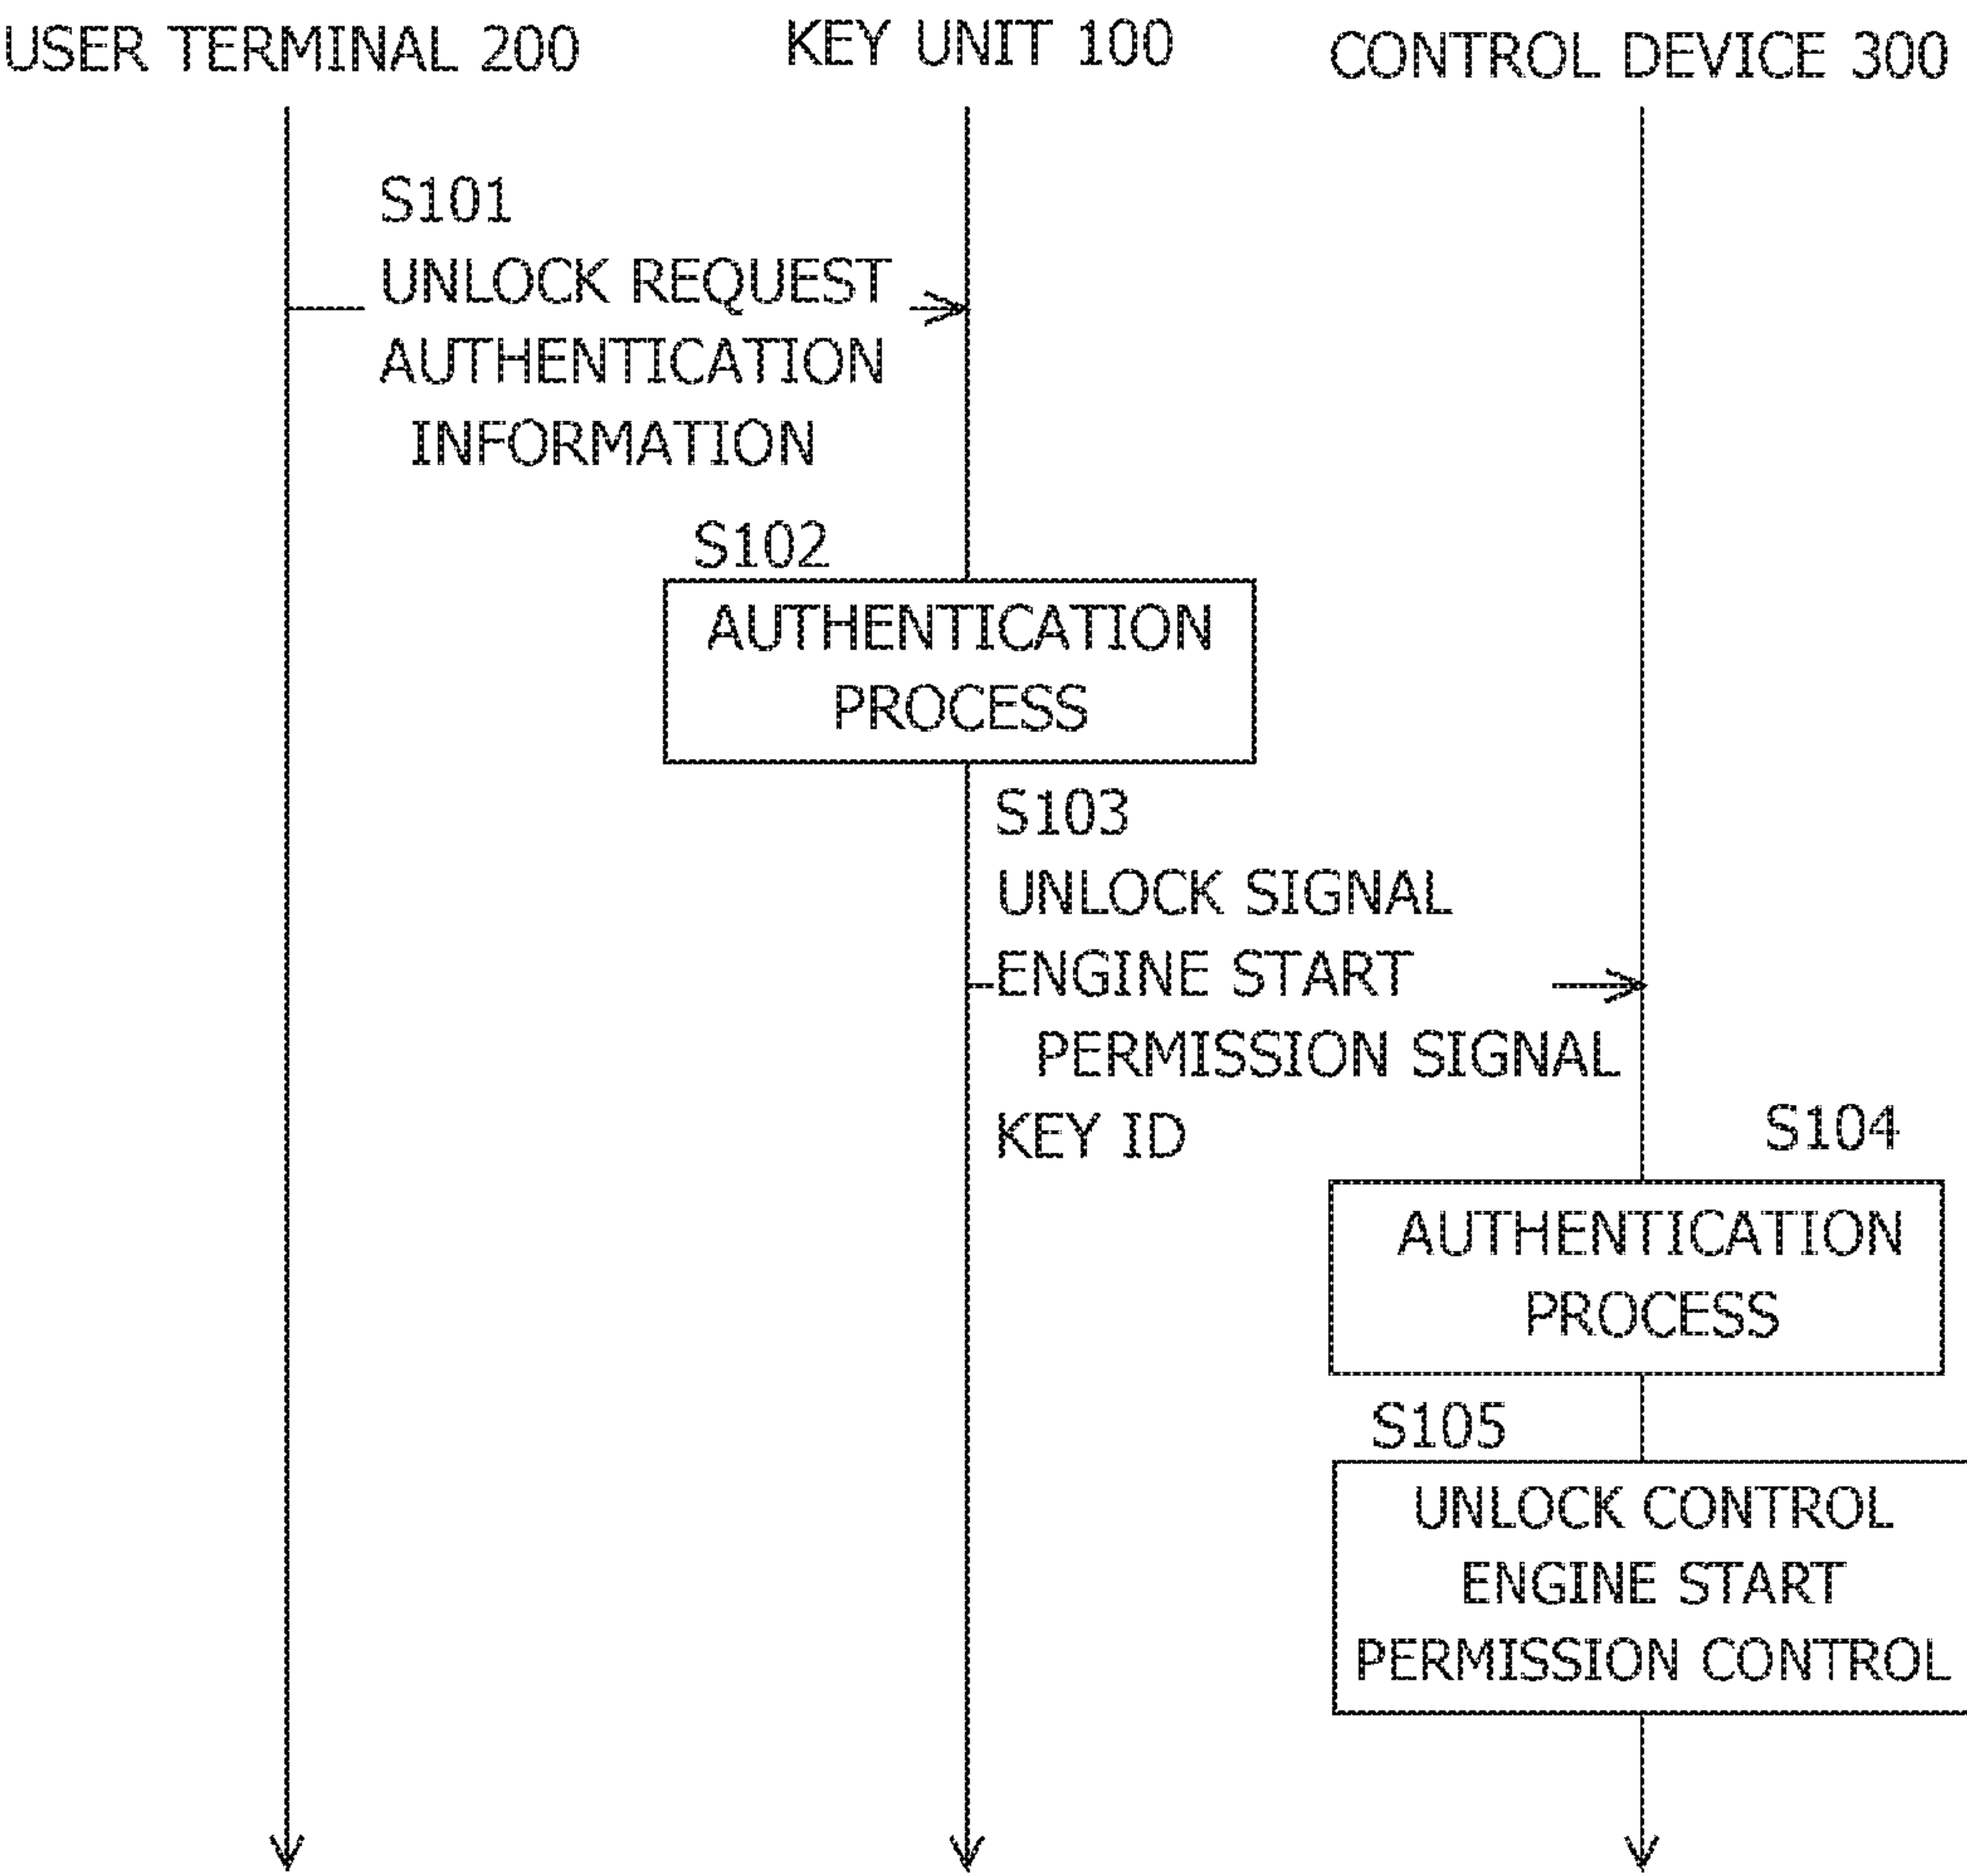 USER TERMINAL 200
KEY UNIT 100
CONTROL DEVICE 300
S101
UNLOCK REQUEST
AUTHENTICATION
INFORMATION
S102
AUTHENTICATION
PROCESS
S103
UNLOCK SIGNAL
ENGINE START
PERMISSION SIGNAL
KEY ID
S104
AUTHENTICATION
PROCESS
S105
UNLOCK CONTROL
ENGINE START
PERMISSION CONTROL